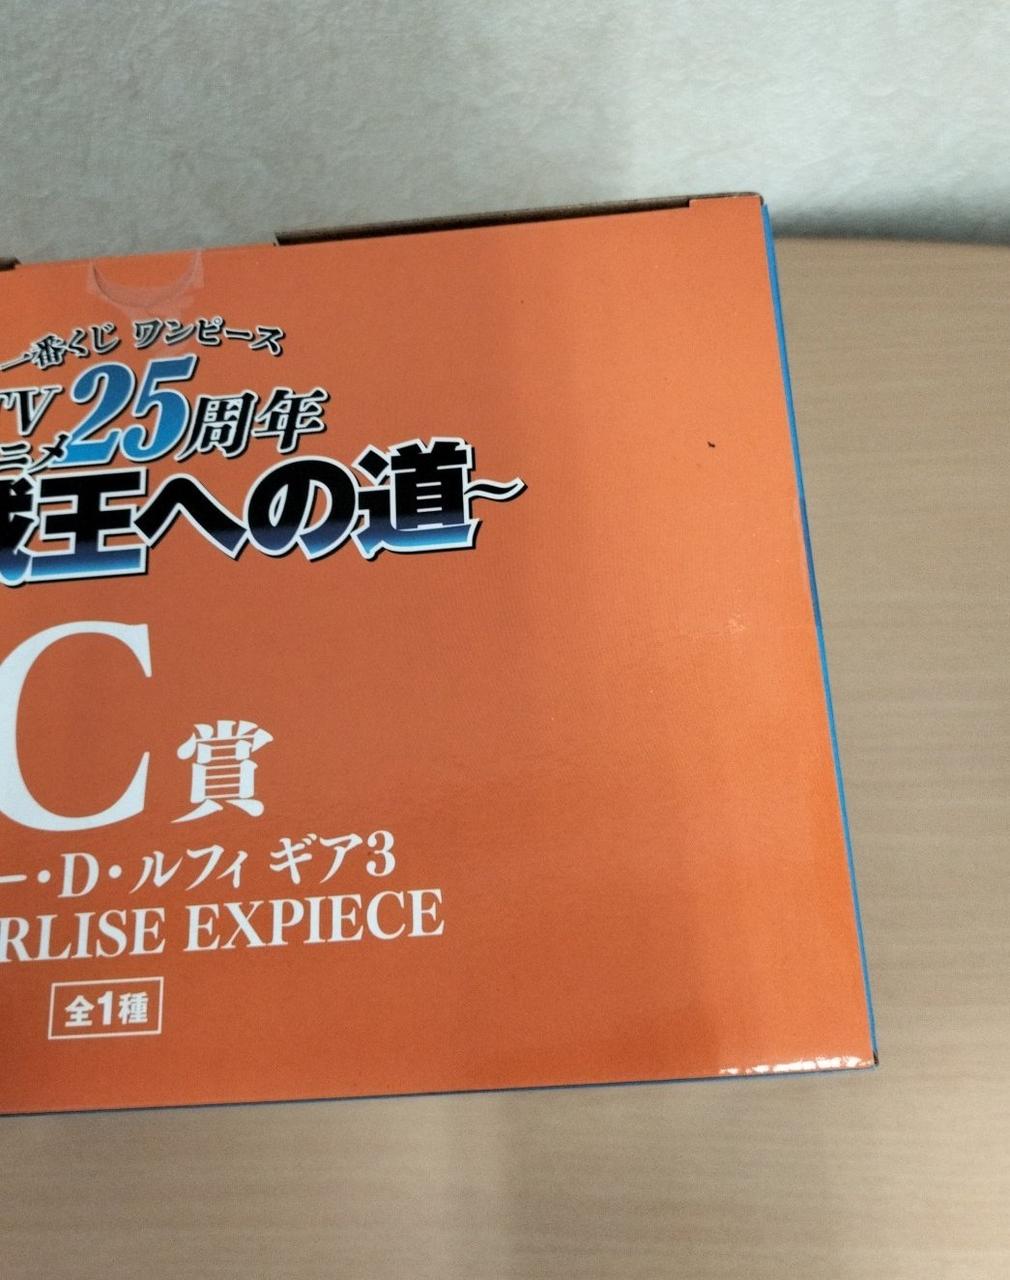 一番くじ ワンピース
TV
ニメ25周年
王への道～
C賞
ー・D・ルフィ ギア3
RLISE EXPIECE
全1種